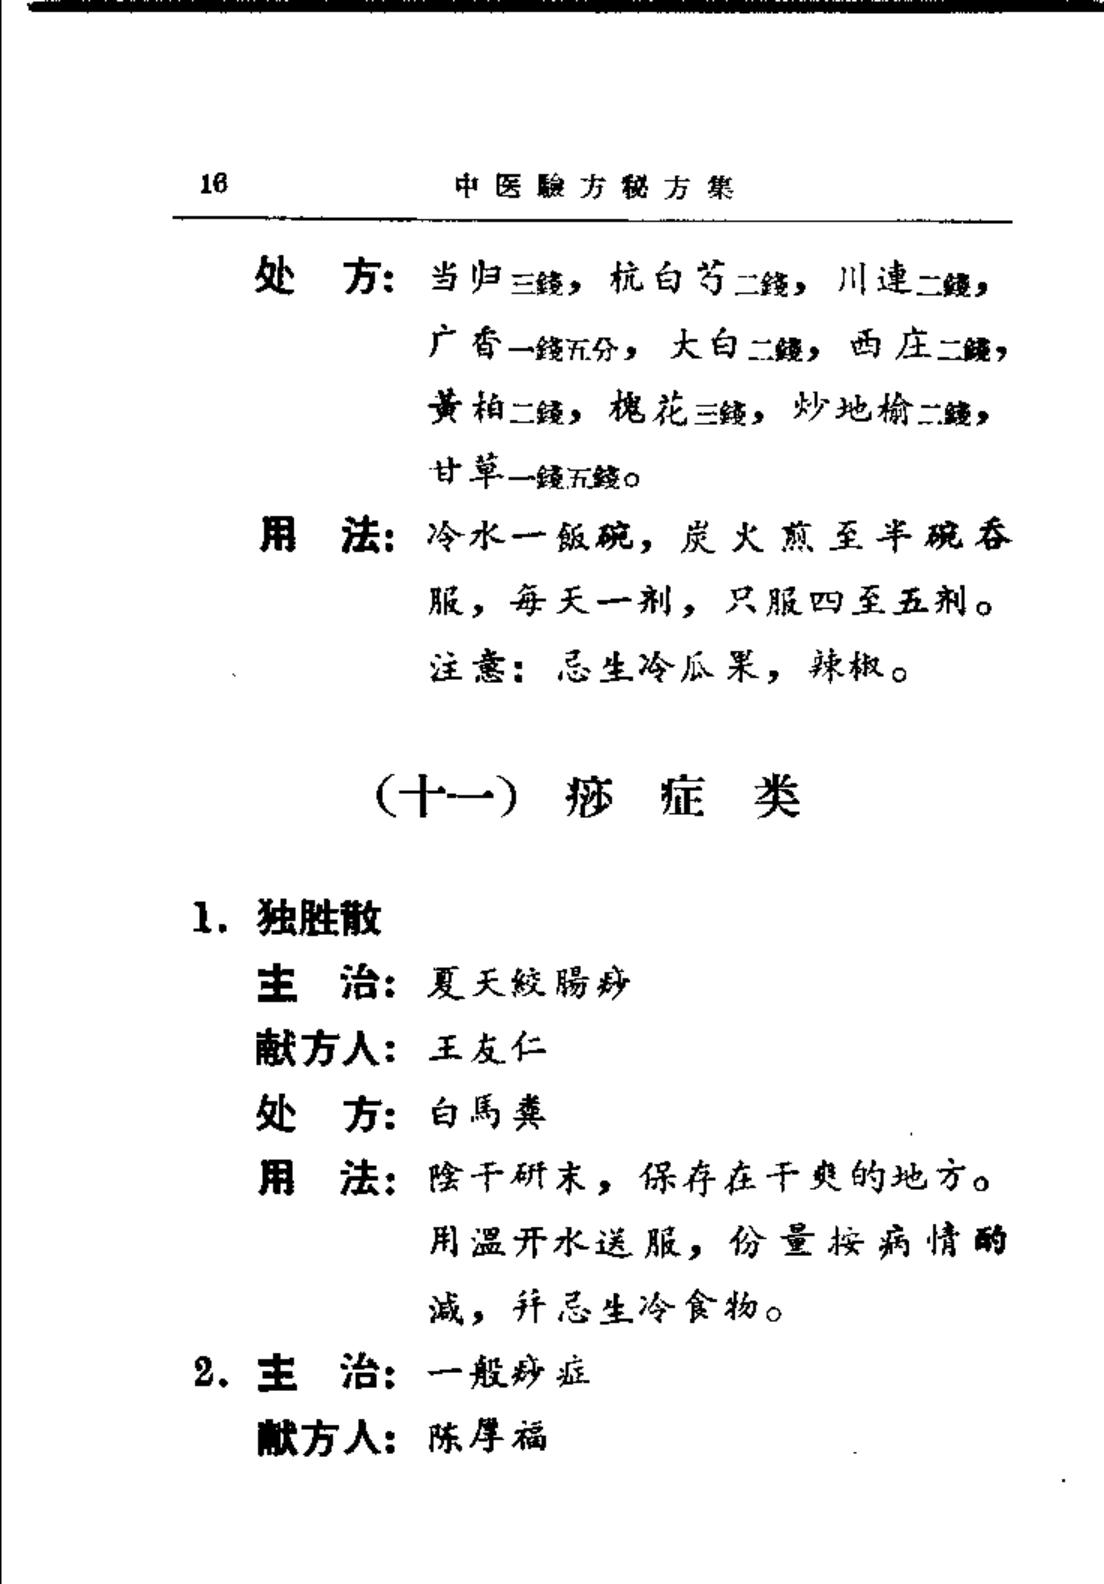 16 中医驗方秘方集
处 方：当归三錢，杭白芍二錢，川連二錢，
广香一錢五分，大白二錢，西庄二錢，
黃柏二錢，槐花三錢，炒地榆二錢，
甘草一錢五錢。
用 法：冷水一飯碗，炭火煎至半碗吞
服，每天一剂，只服四至五剂。
注意：忌生冷瓜果，辣椒。
（十一）痧症类
1. 独胜散
主 治：夏天絞腸痧
献方人：王友仁
处 方：白馬糞
用 法：陰干研末，保存在干爽的地方。
用溫开水送服，份量按病情酌
減，幷忌生冷食物。
2. 主 治：一般痧症
献方人：陈厚福